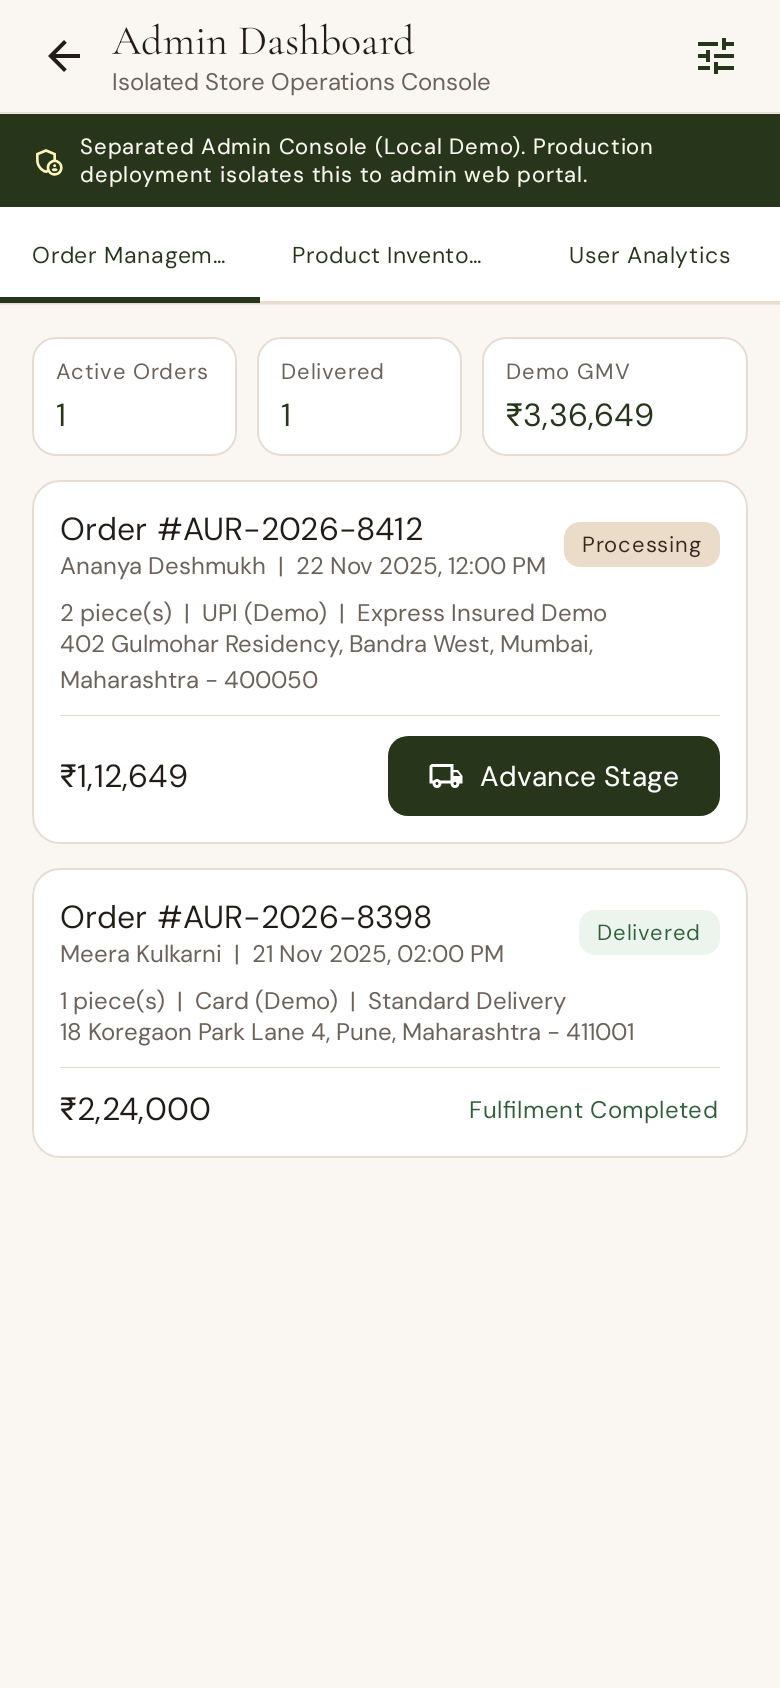 Admin Dashboard
Isolated Store Operations Console
Separated Admin Console (Local Demo). Production
deployment isolates this to admin web portal.
Order Managem…
Product Invento…
User Analytics
Active Orders
1
Delivered
1
Demo GMV
₹3,36,649
Order #AUR-2026-8412
Processing
Ananya Deshmukh | 22 Nov 2025, 12:00 PM
2 piece(s) | UPI (Demo) | Express Insured Demo
402 Gulmohar Residency, Bandra West, Mumbai,
Maharashtra - 400050
₹1,12,649
Advance Stage
Order #AUR-2026-8398
Delivered
Meera Kulkarni | 21 Nov 2025, 02:00 PM
1 piece(s) | Card (Demo) | Standard Delivery
18 Koregaon Park Lane 4, Pune, Maharashtra - 411001
₹2,24,000
Fulfilment Completed